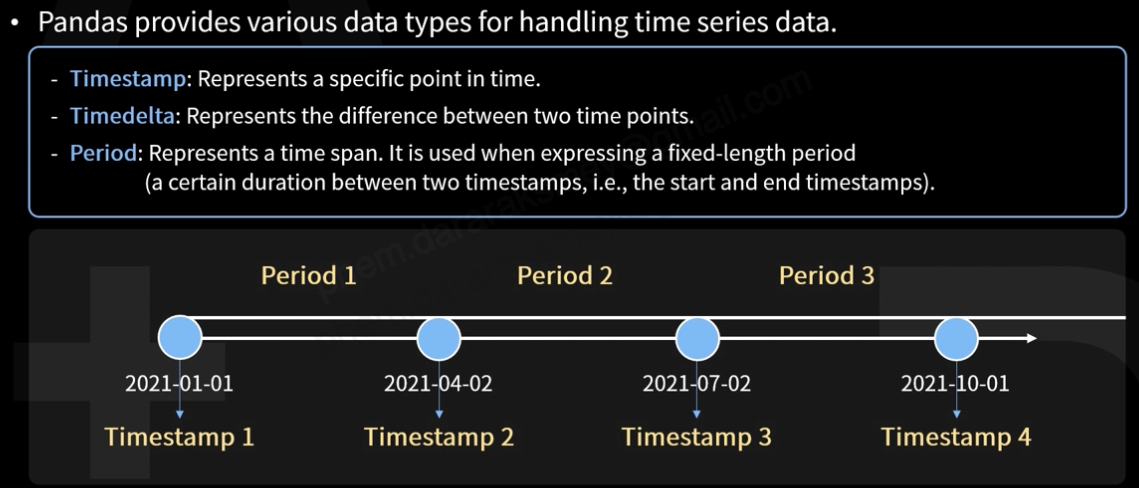 • Pandas provides various data types for handling time series data.
- Timestamp: Represents a specific point in time.
- Timedelta: Represents the difference between two time points.
- Period: Represents a time span. It is used when expressing a fixed-length period
(a certain duration between two timestamps, i.e., the start and end timestamps).
Period 1 Period 2 Period 3
2021-01-01 2021-04-02 2021-07-02 2021-10-01
Timestamp 1 Timestamp 2 Timestamp 3 Timestamp 4